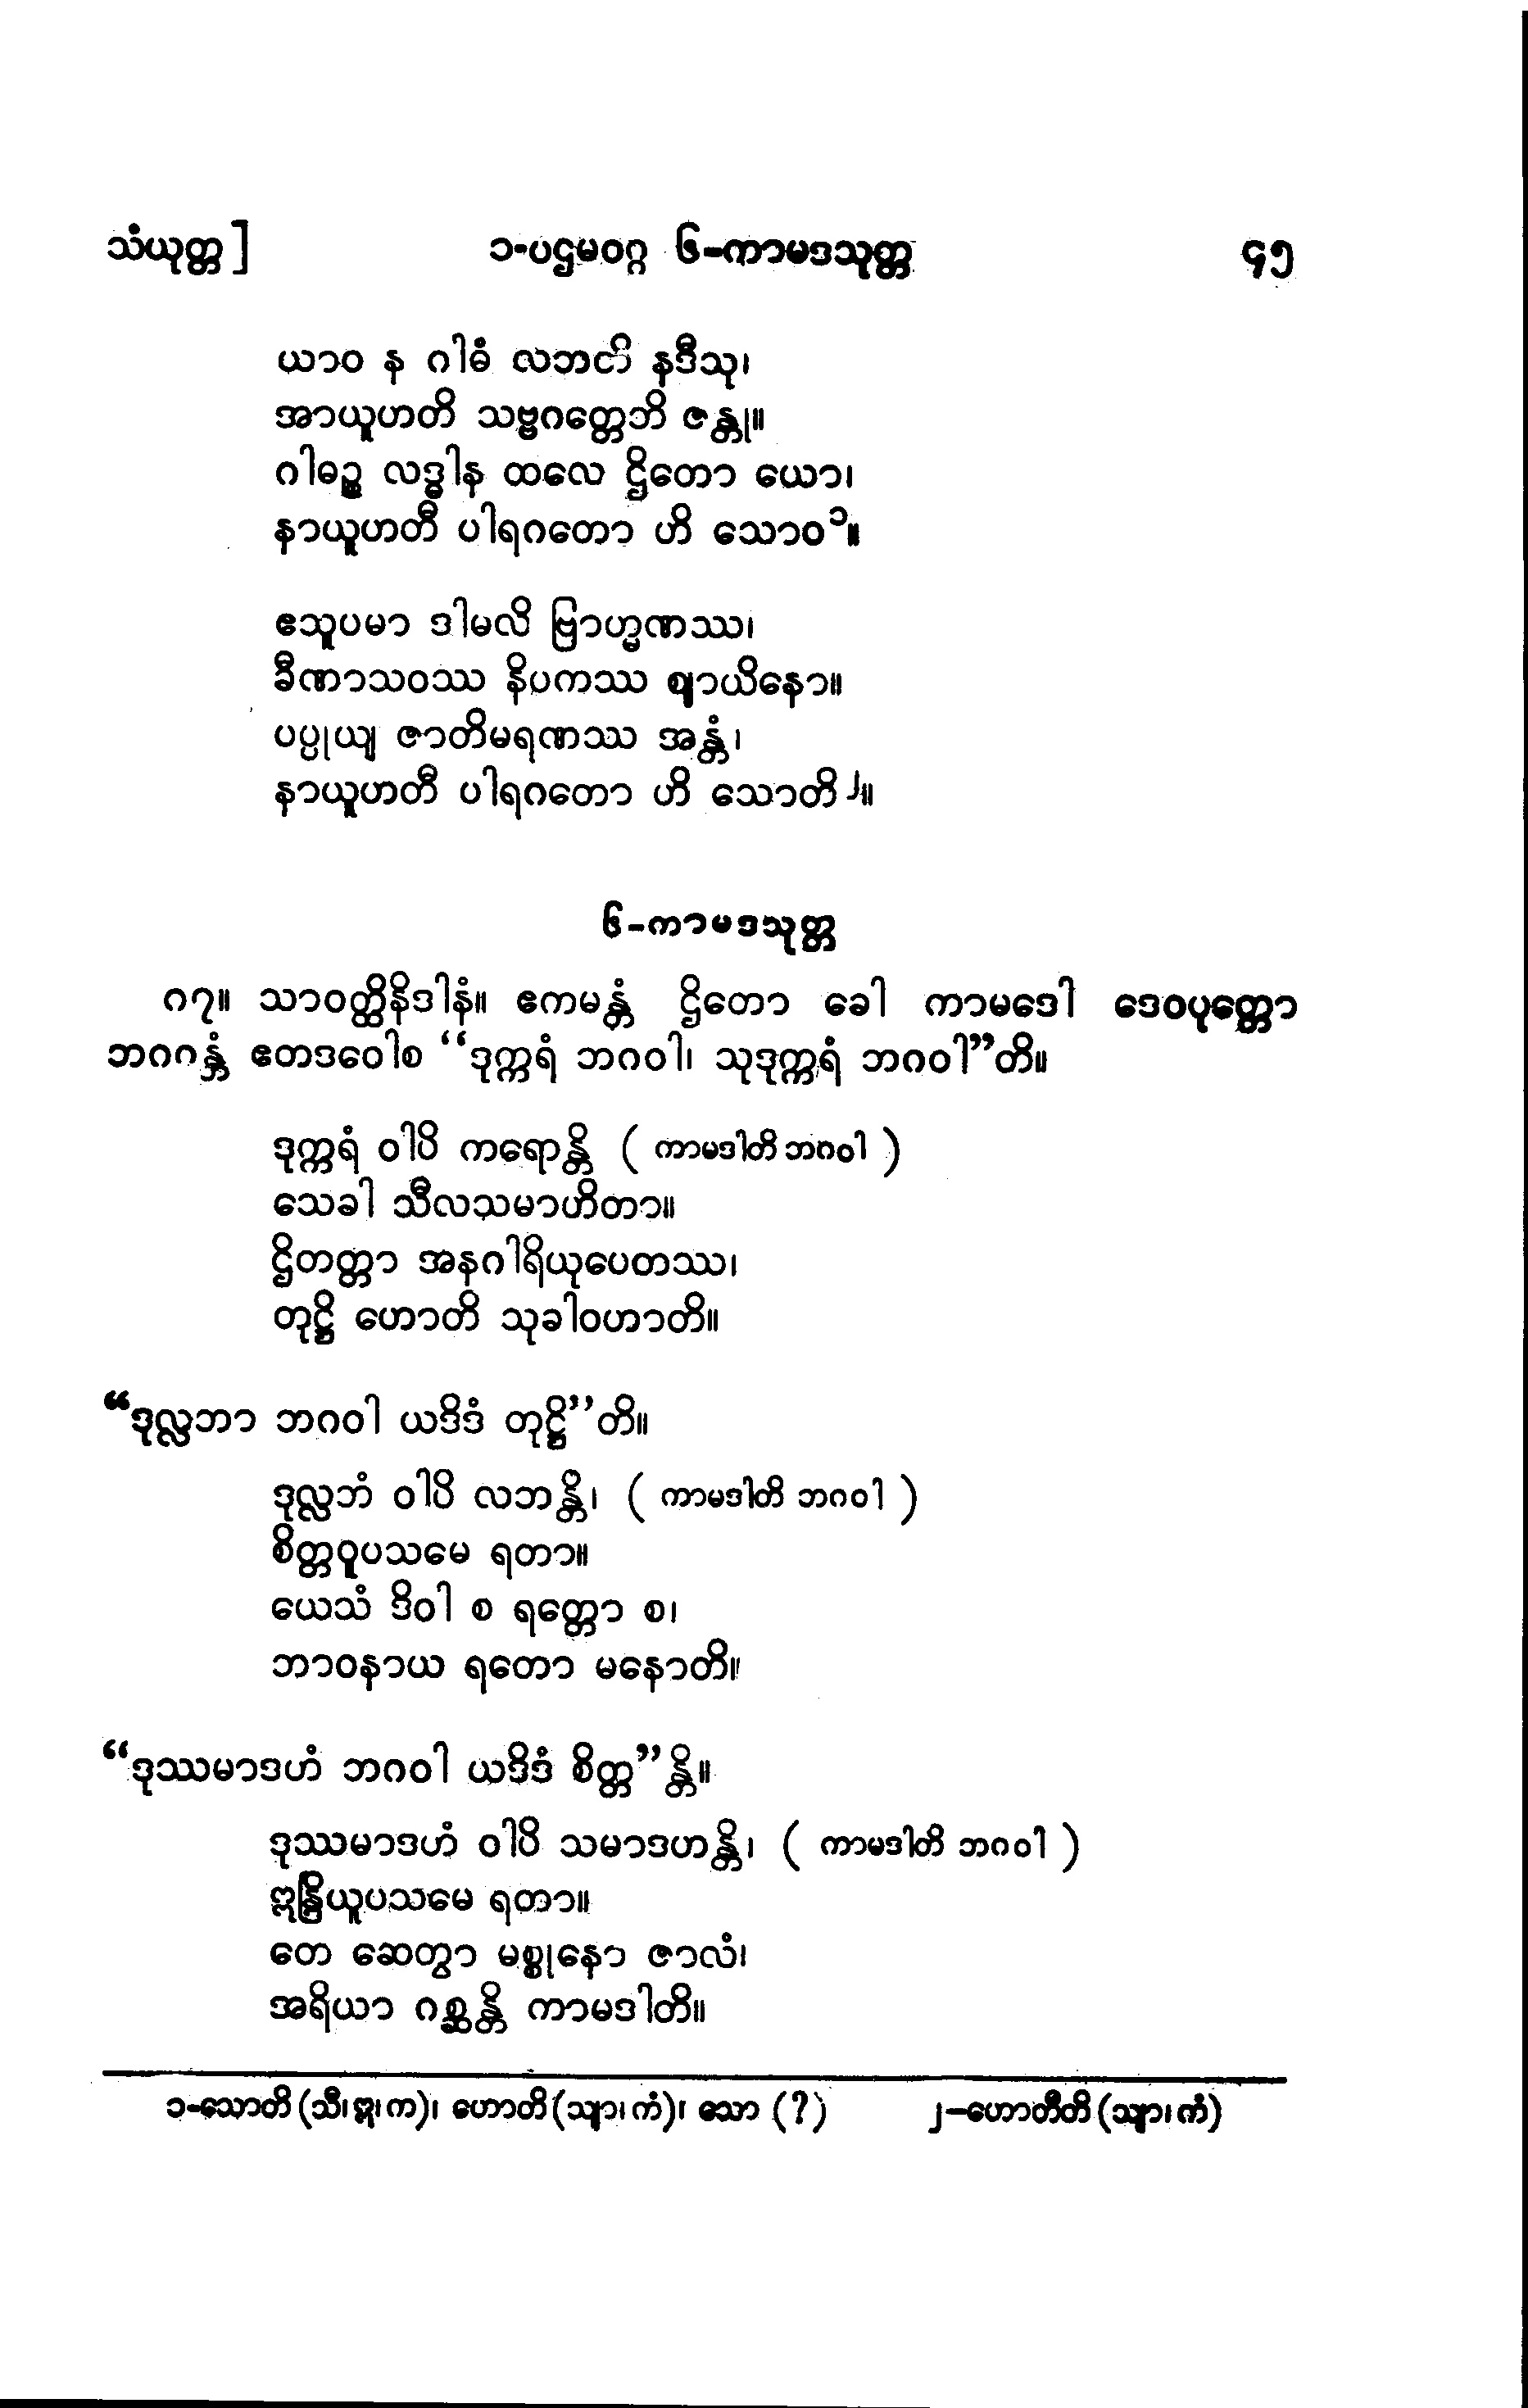 သံယုတ္တ]
၁-ပဌမဝဂ္ဂ ၆-ကာမဒသုတ္တ
၄၅
ယာဝ န ဂါဓံ လဘတိ နဒီသု၊
အာယူဟတိ သဗ္ဗဂတ္တေဘိ ဇန္တု။
ဂါဓဉ္စ လဒ္ဓါန ထလေ ဌိတော ယော၊
နာယူဟတီ ပါရဂတော ဟိ သောဝ၁။
ဧသူပမာ ဒါမလိ ဗြာဟ္မဏဿ၊
ခီဏာသဝဿ နိပကဿ ဈာယိနော။
ပပ္ပုယျ ဇာတိမရဏဿ အန္တံ၊
နာယူဟတီ ပါရဂတော ဟိ သောတိ၂။
၆-ကာမဒသုတ္တ
၈၇။ သာဝတ္ထိနိဒါနံ။ ဧကမန္တံ ဌိတော ခေါ ကာမဒေါ ဒေဝပုတ္တော
ဘဂဂန္တံ ဧတဒဝေါစ “ဒုက္ကရံ ဘဂဝါ၊ သုဒုက္ကရံ ဘဂဝါ”တိ။
ဒုက္ကရံ ဝါပိ ကရောန္တိ (ကာမဒါတိ ဘဂဝါ)
သေခါ သီလသမာဟိတာ။
ဌိတတ္တာ အနဂါရိယုပေတဿ၊
တုဋ္ဌိ ဟောတိ သုခါဝဟာတိ။
“ဒုလ္လဘာ ဘဂဝါ ယဒိဒံ တုဋ္ဌိ”တိ။
ဒုလ္လဘံ ဝါပိ လဘန္တိ၊ (ကာမဒါတိ ဘဂဝါ)
စိတ္တဝူပသမေ ရတာ။
ယေသံ ဒိဝါ စ ရတ္တော စ၊
ဘာဝနာယ ရတော မနောတိ။
“ဒုဿမာဒဟံ ဘဂဝါ ယဒိဒံ စိတ္တ”န္တိ။
ဒုဿမာဒဟံ ဝါပိ သမာဒဟန္တိ၊ (ကာမဒါတိ ဘဂဝါ)
ဣန္ဒြိယူပသမေ ရတာ။
တေ ဆေတွာ မစ္စုနော ဇာလံ၊
အရိယာ ဂစ္ဆန္တိ ကာမဒါတိ။
၁-သောတိ (သီ၊ ဣ၊ က)၊ ဟောတိ (သျာ၊ ကံ)၊ သော (?)
၂-ဟောတီတိ (သျာ၊ ကံ)